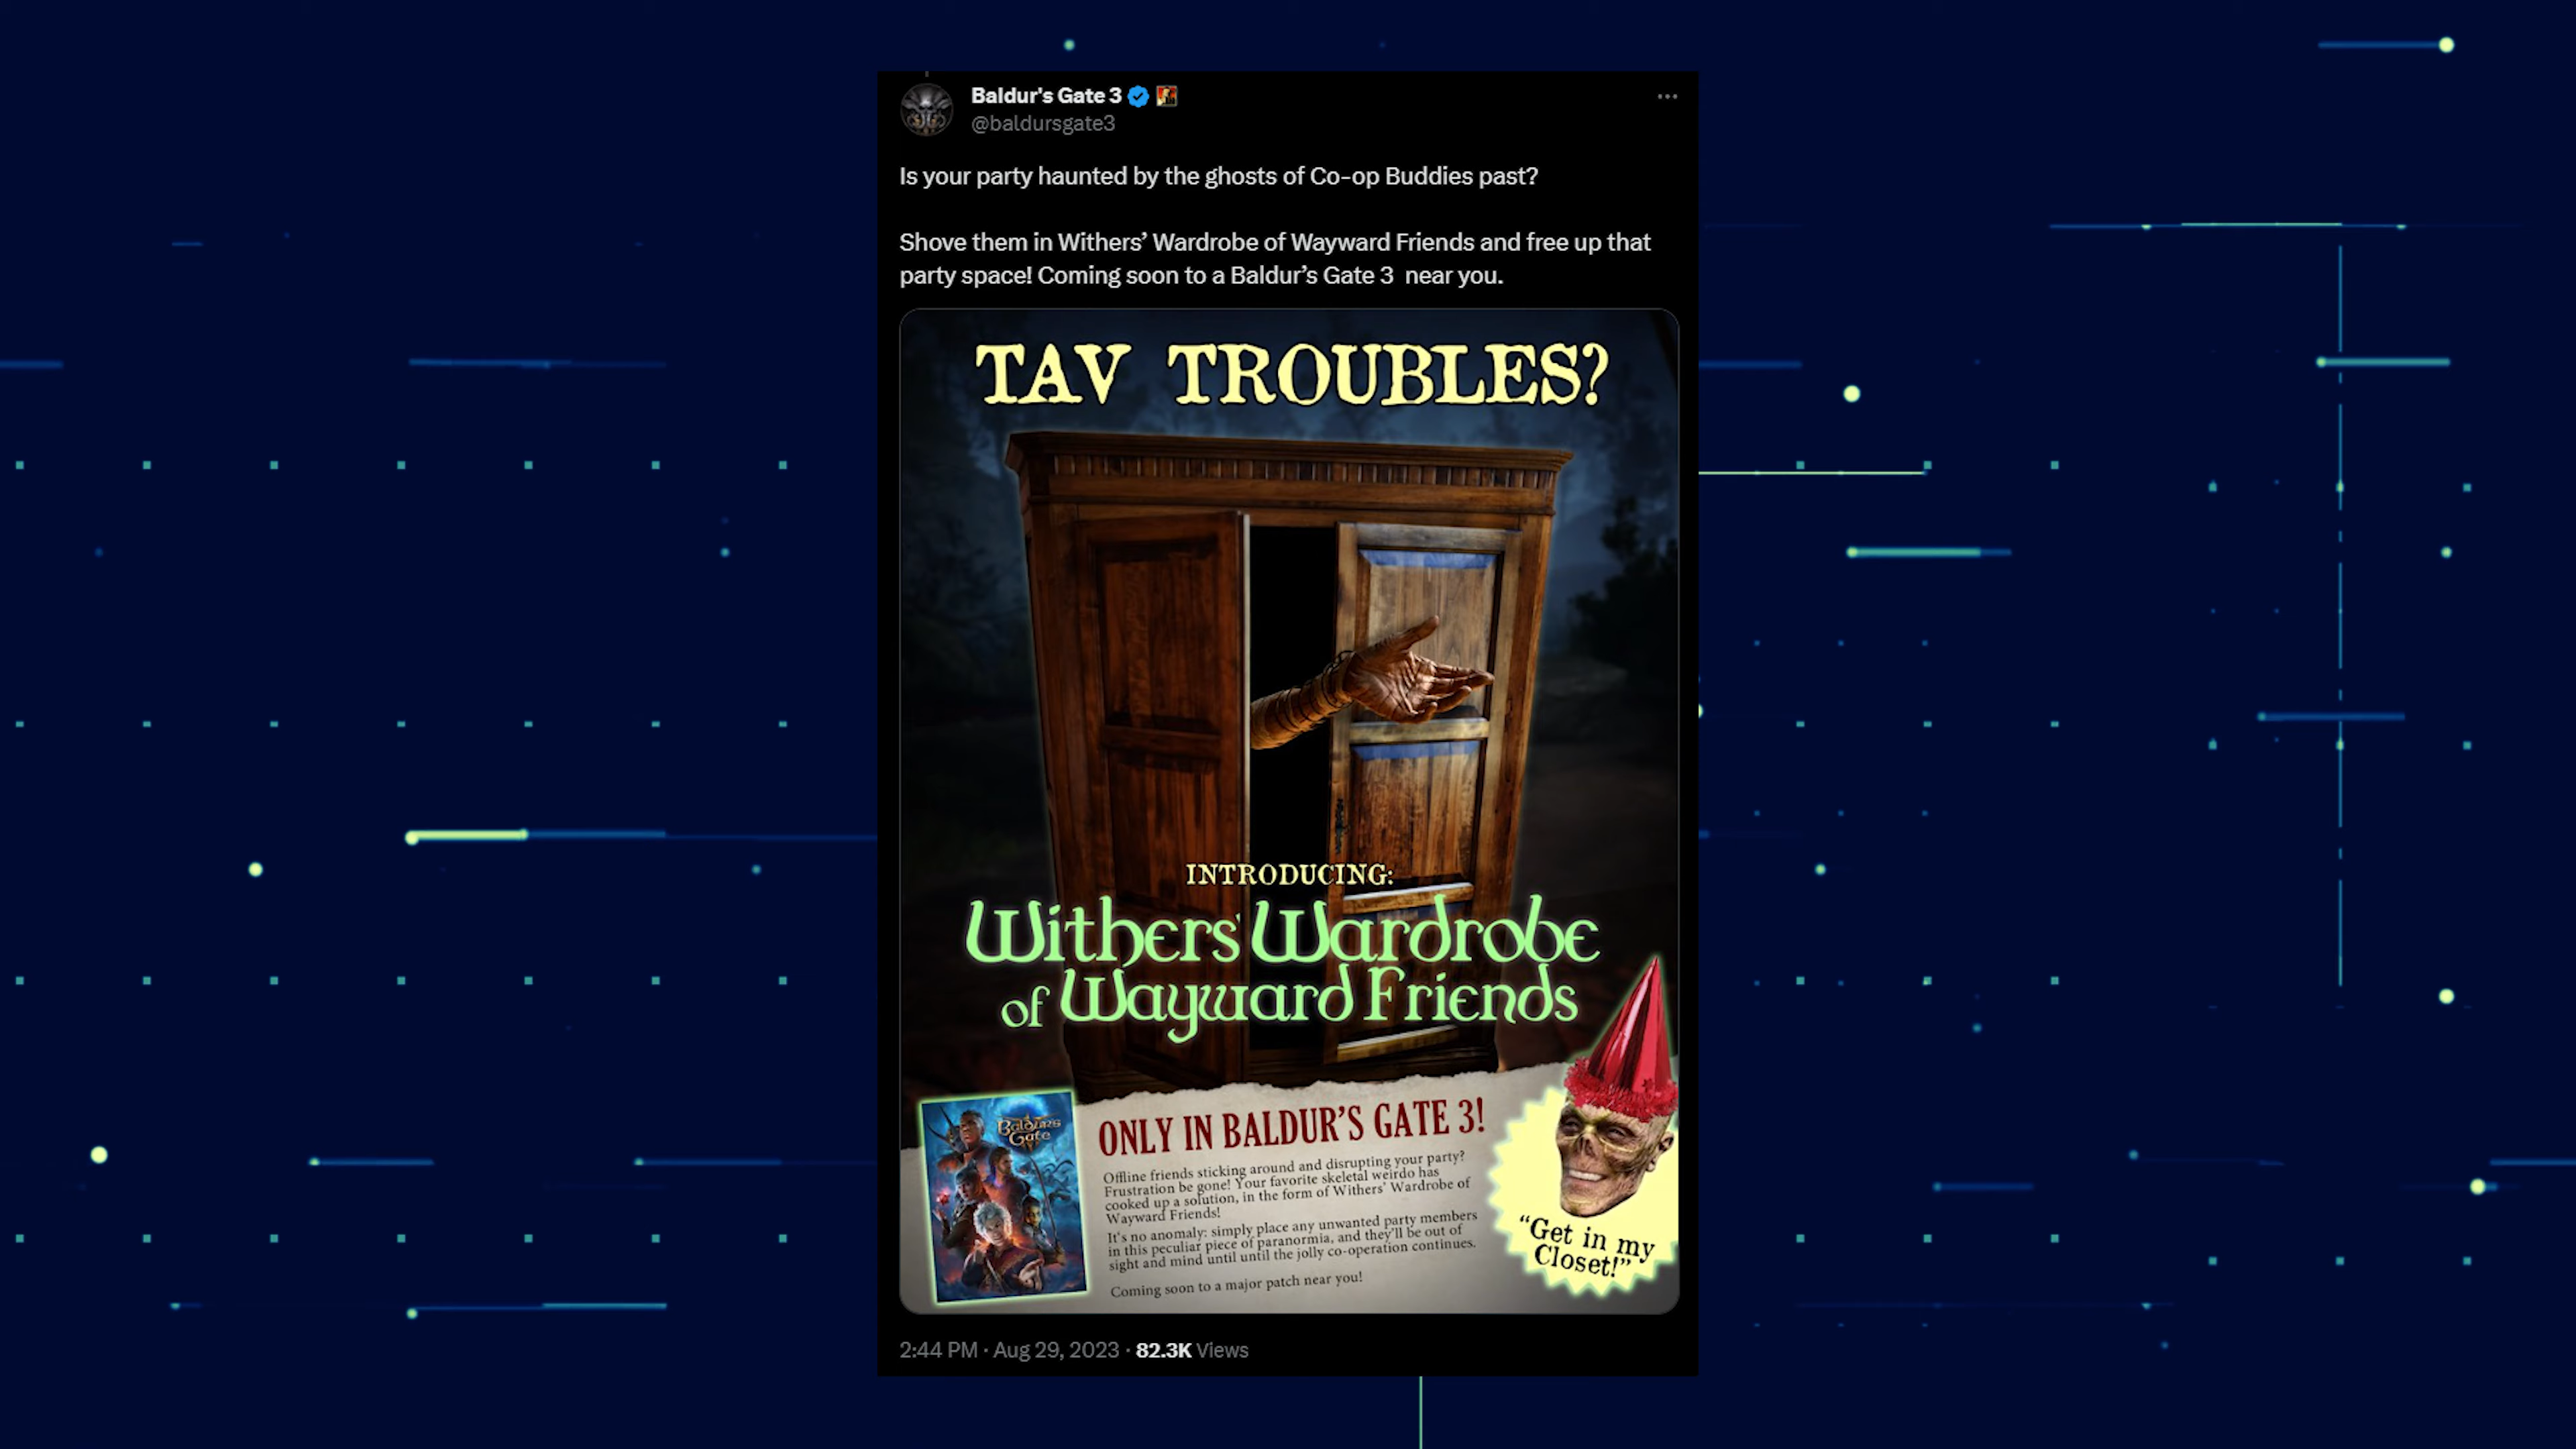 Baldur's Gate 3
@baldursgate3
Is your party haunted by the ghosts of Co-op Buddies past?
Shove them in Withers’ Wardrobe of Wayward Friends and free up that
party space! Coming soon to a Baldur’s Gate 3 near you.
TAV TROUBLES?
INTRODUCING:
Withers' Wardrobe
of Wayward Friends
Baldur's
Gate
ONLY IN BALDUR’S GATE 3!
Offline friends sticking around and disrupting your party?
Frustration be gone! Your favorite skeletal weirdo has
cooked up a solution, in the form of Withers’ Wardrobe of
Wayward Friends!
It's no anomaly: simply place any unwanted party members
in this peculiar piece of paranormia, and they’ll be out of
sight and mind until until the jolly co-operation continues.
Coming soon to a major patch near you!
“Get in my
Closet!”
2:44 PM · Aug 29, 2023 · 82.3K Views